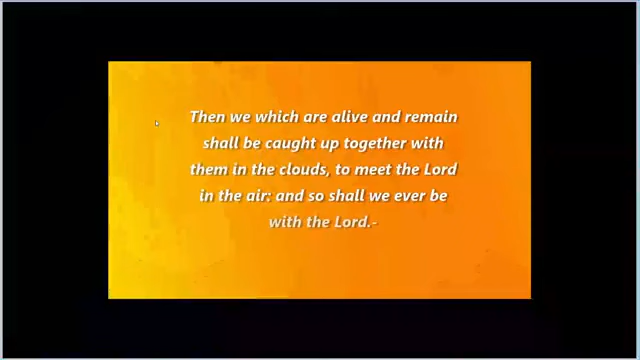 Then we which are alive and remain
shall be caught up together with
them in the clouds, to meet the Lord
in the air: and so shall we ever be
with the Lord.-